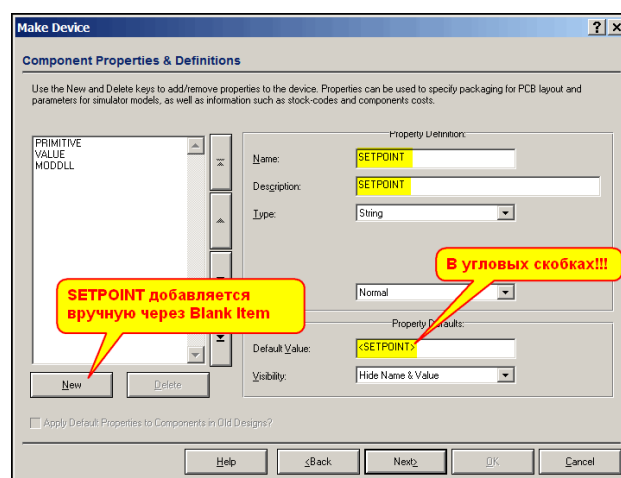 Make Device
Component Properties & Definitions
Use the New and Delete keys to add/remove properties to the device. Properties can be used to specify packaging for PCB layout and
parameters for simulator models, as well as information such as stock-codes and components costs.
PRIMITIVE
VALUE
MODDLL
Property Definition:
Name:
SETPOINT
Description:
SETPOINT
Type:
String
В угловых скобках!!!
SETPOINT добавляется
вручную через Blank Item
Normal
Property Defaults:
Default Value:
<SETPOINT>
Visibility:
Hide Name & Value
New
Delete
Apply Default Properties to Components in Old Designs?
Help
<Back
Next>
OK
Cancel